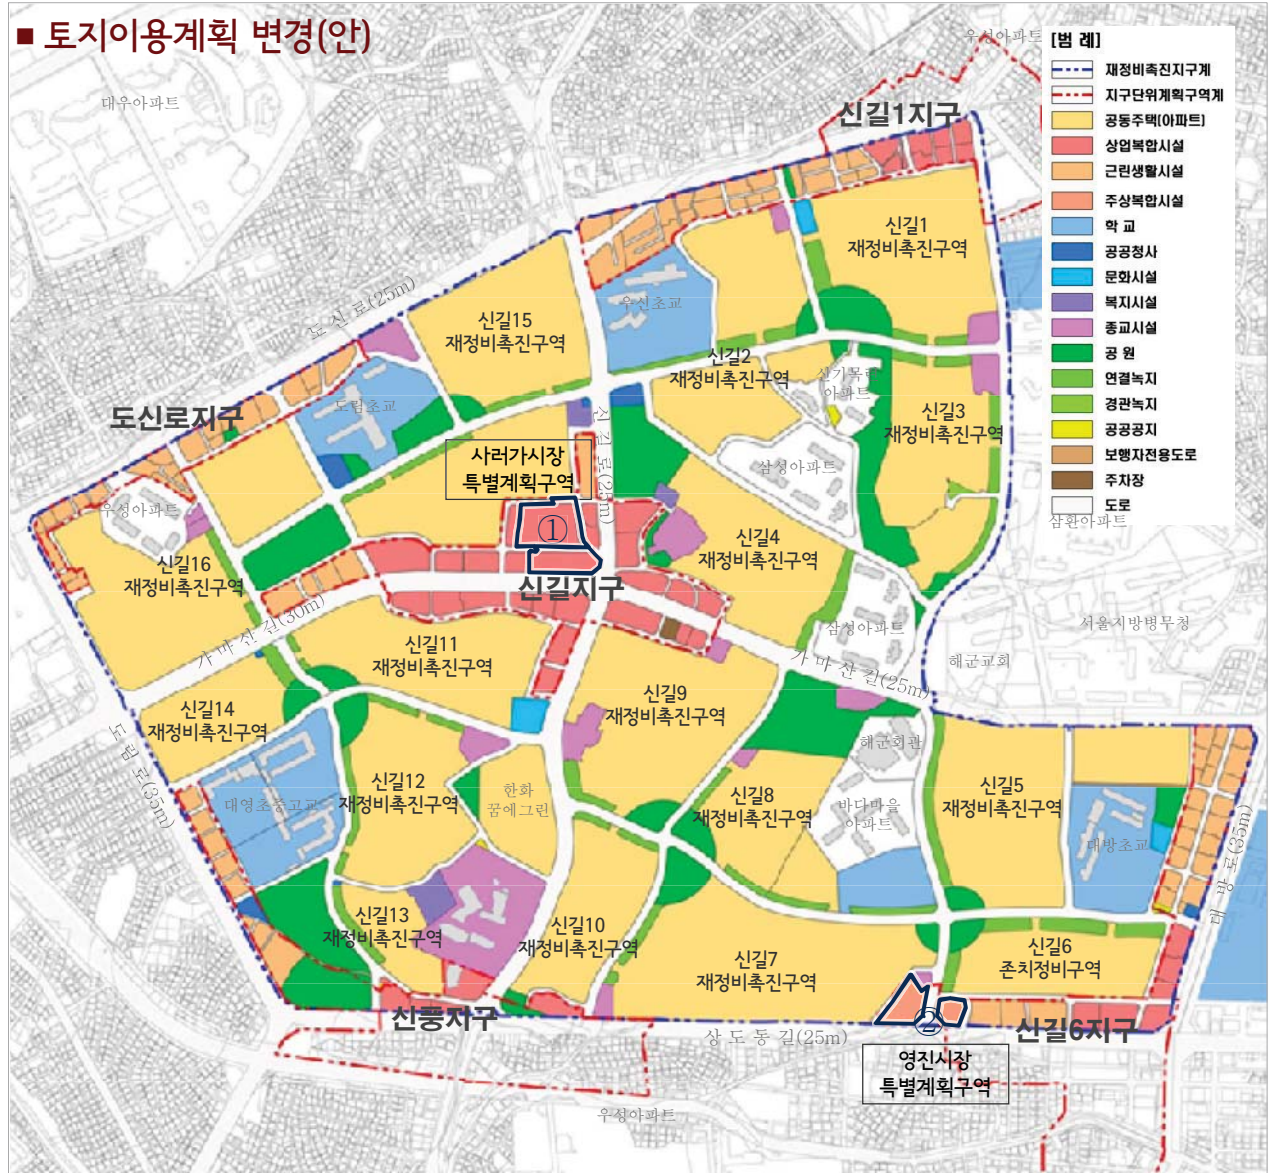 ■ 토지이용계획 변경(안)
[범 례]
재정비촉진지구계
지구단위계획구역계
공동주택(아파트)
상업복합시설
근린생활시설
주상복합시설
학 교
공공청사
문화시설
복지시설
종교시설
공 원
연결녹지
경관녹지
공공공지
보행자전용도로
주차장
도로
우성아파트
대우아파트
신길1지구
신길1
재정비촉진구역
도 신 로(25m)
우신초교
신길15
재정비촉진구역
신길2
재정비촉진구역
신기목련
아파트
도림초교
도신로지구
신길3
재정비촉진구역
신 길 로(25m)
사러가시장
특별계획구역
삼성아파트
①
우성아파트
삼환아파트
신길4
재정비촉진구역
신길16
재정비촉진구역
신길지구
가 마 산 길(30m)
삼성아파트
서울지방병무청
해군교회
신길11
재정비촉진구역
가 마 산 길(25m)
신길9
재정비촉진구역
신길14
재정비촉진구역
도 림 로(35m)
해군회관
신길12
재정비촉진구역
한화
꿈에그린
대영초중고교
신길8
재정비촉진구역
바다마을
아파트
신길5
재정비촉진구역
대방초교
대 방 로(35m)
신길13
재정비촉진구역
신길10
재정비촉진구역
신길7
재정비촉진구역
신길6
존치정비구역
신풍지구
②
신길6지구
상 도 동 길(25m)
영진시장
특별계획구역
우성아파트